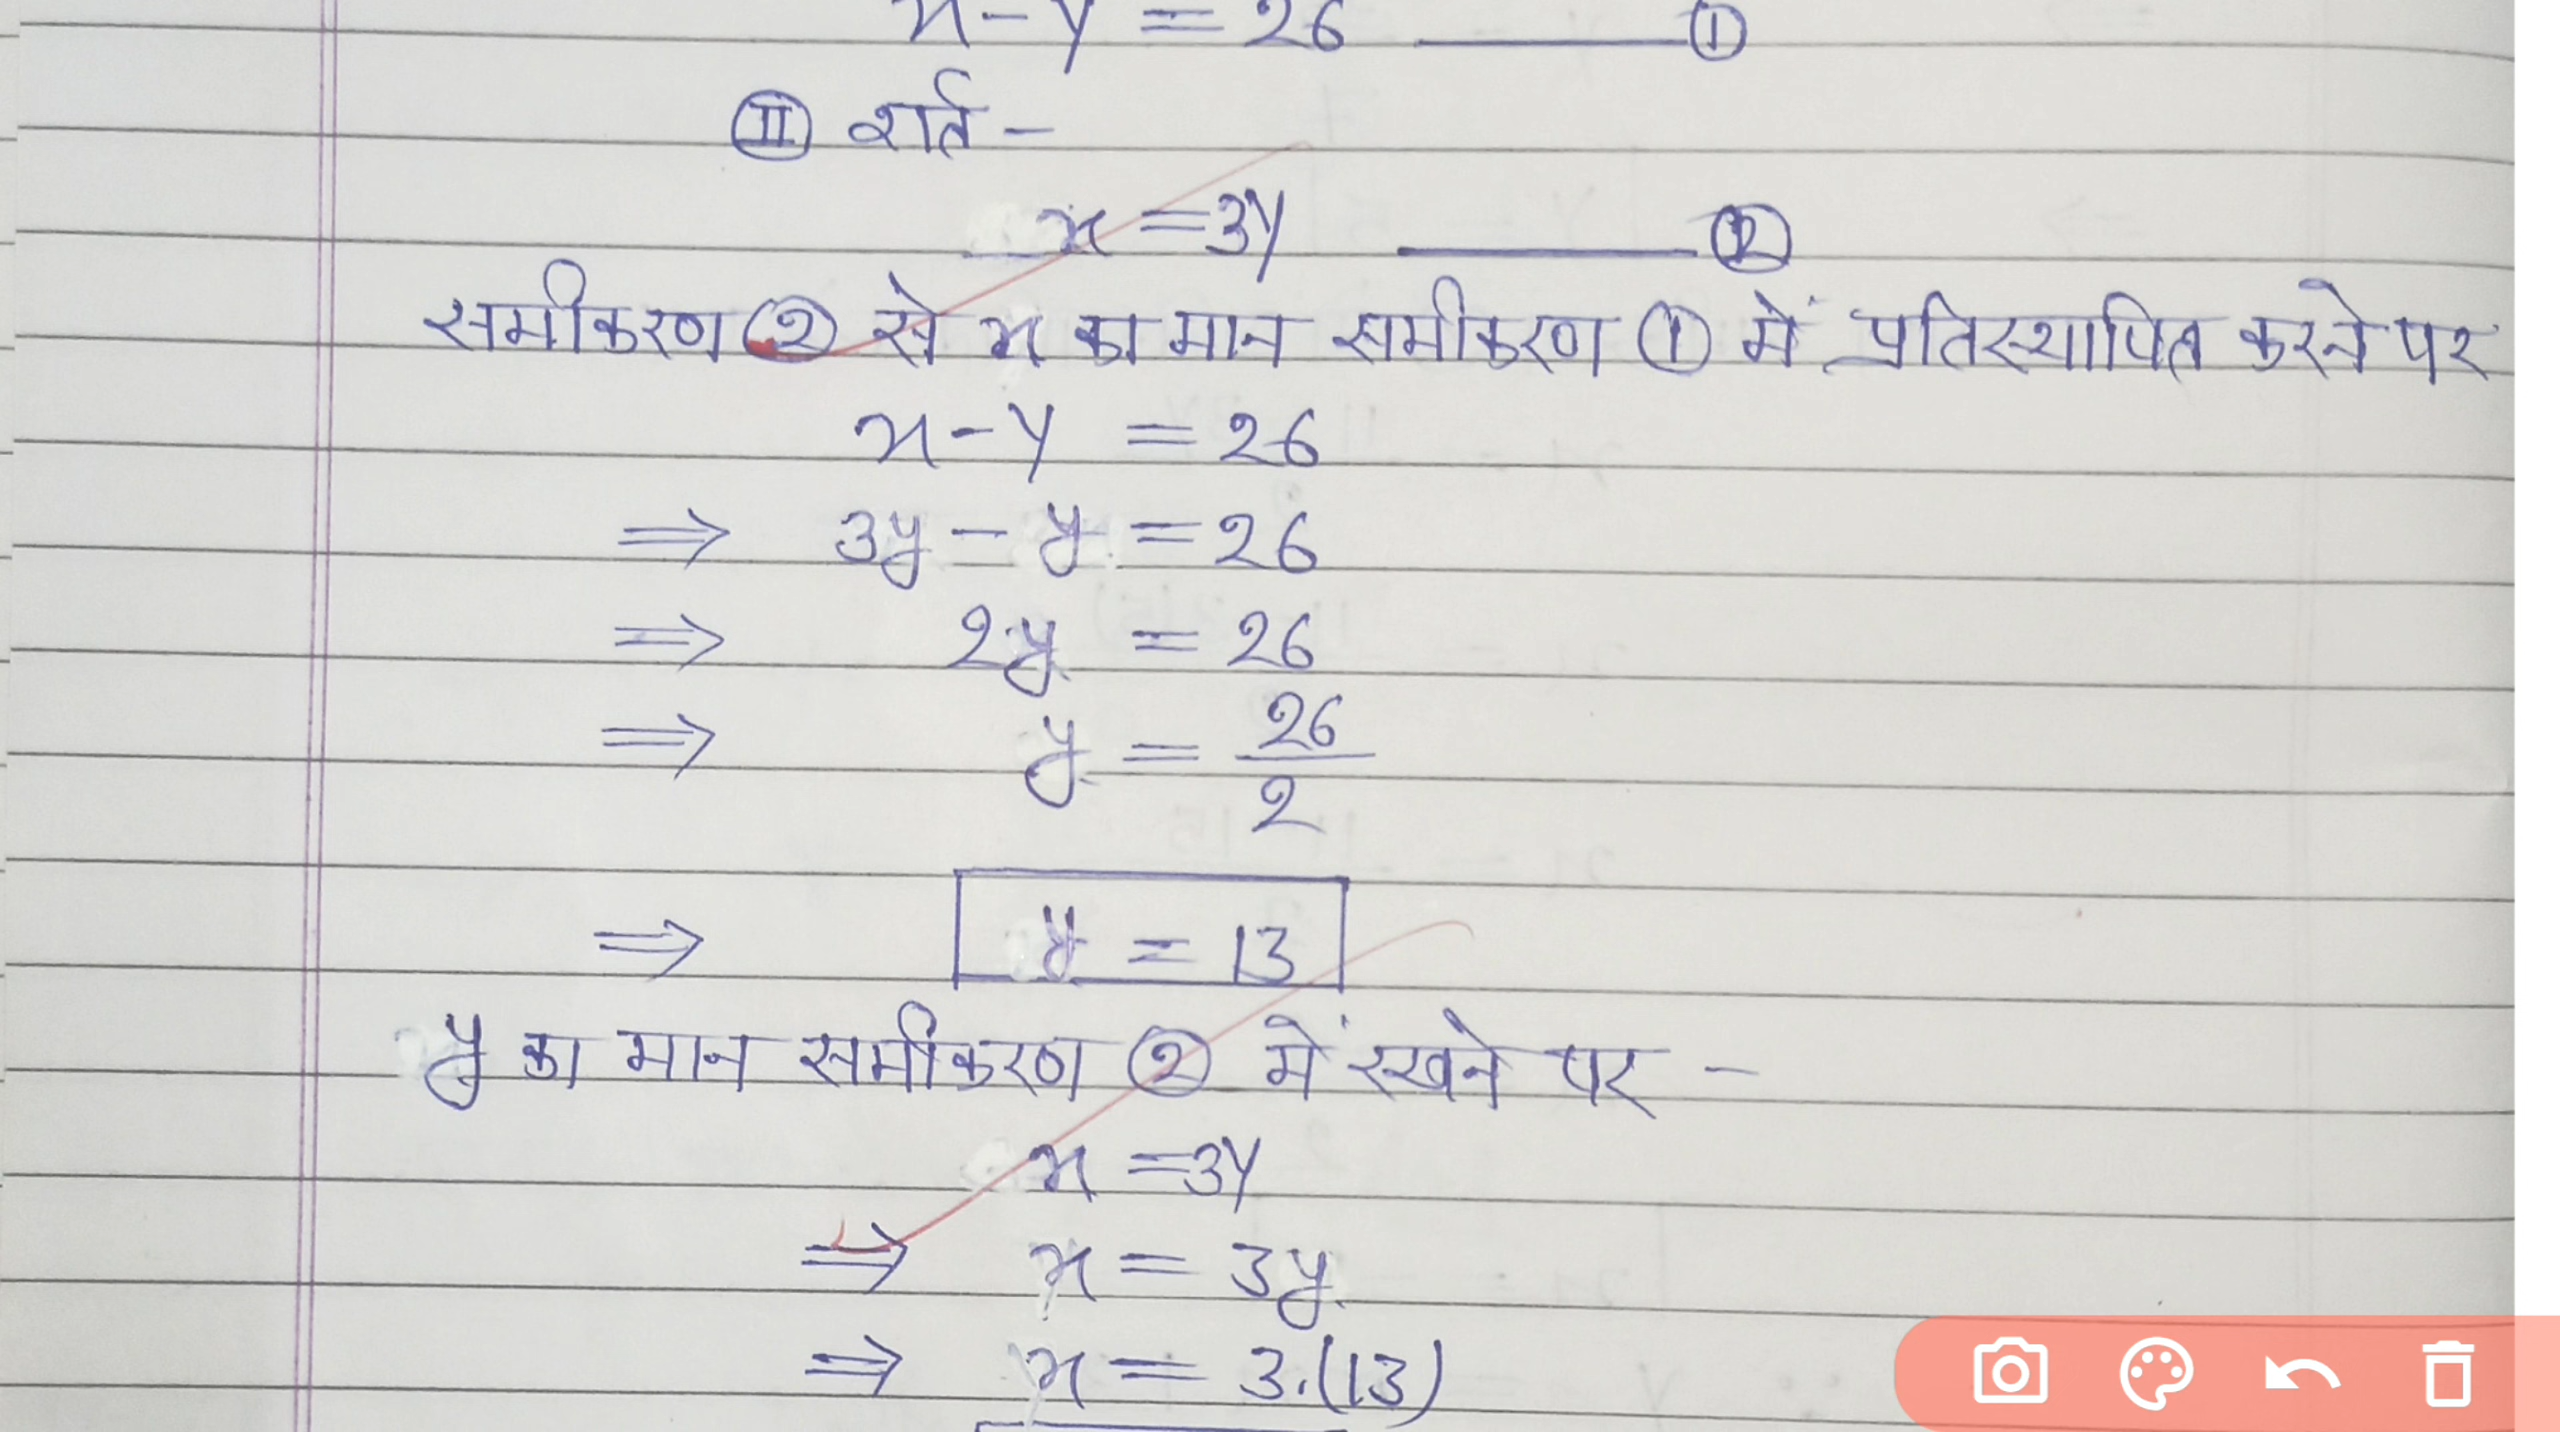 x - y = 26 ——— ①
Ⅱ शर्त -
x = 3y ——— ②
समीकरण ② से x का मान समीकरण ① में प्रतिस्थापित करने पर
x - y = 26
⇒ 3y - y = 26
⇒ 2y = 26
⇒ y = 26/2
⇒ y = 13
y का मान समीकरण ② में रखने पर -
x = 3y
⇒ x = 3y
⇒ x = 3.(13)